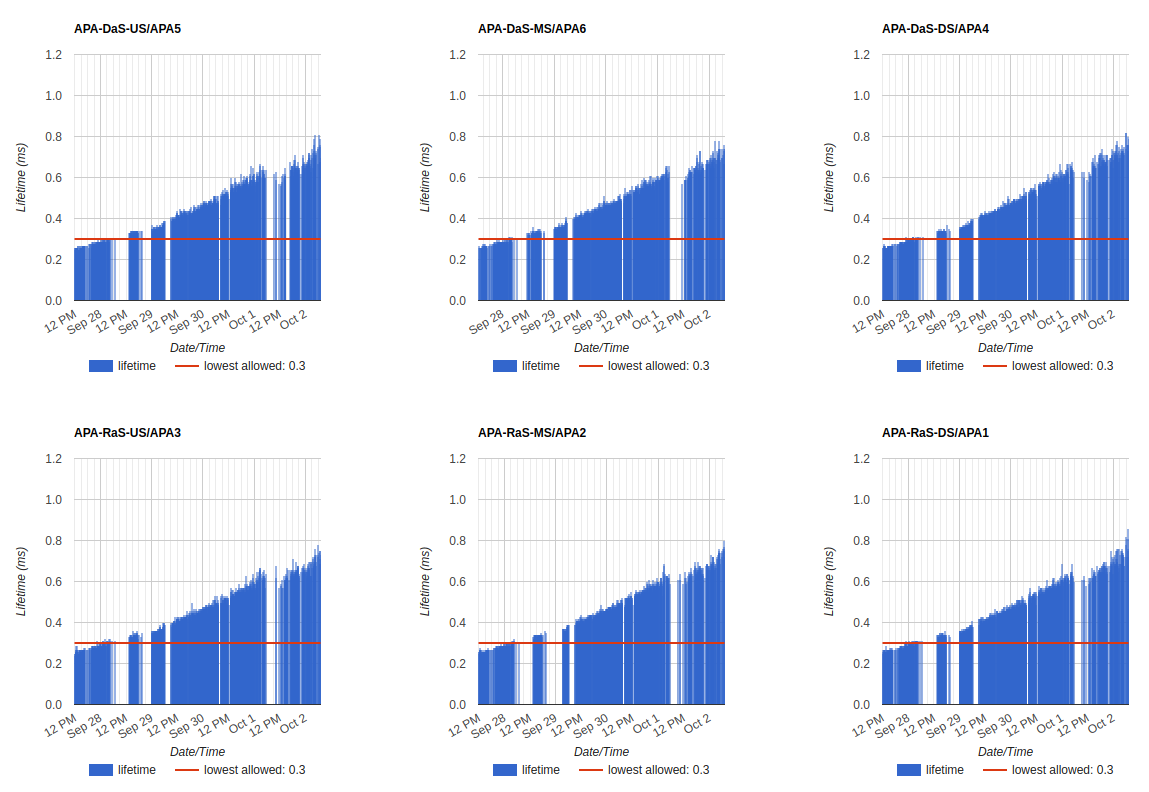 APA-DaS-US/APA5
1.2
1.0
0.8
0.6
0.4
0.2
0.0
Lifetime (ms)
12 PM
Sep 28
12 PM
Sep 29
12 PM
Sep 30
12 PM
Oct 1
12 PM
Oct 2
Date/Time
lifetime
lowest allowed: 0.3
APA-DaS-MS/APA6
1.2
1.0
0.8
0.6
0.4
0.2
0.0
Lifetime (ms)
Sep 28
12 PM
Sep 29
12 PM
Sep 30
12 PM
Oct 1
12 PM
Oct 2
Date/Time
lifetime
lowest allowed: 0.3
APA-DaS-DS/APA4
1.2
1.0
0.8
0.6
0.4
0.2
0.0
Lifetime (ms)
12 PM
Sep 28
12 PM
Sep 29
12 PM
Sep 30
12 PM
Oct 1
12 PM
Oct 2
Date/Time
lifetime
lowest allowed: 0.3
APA-RaS-US/APA3
1.2
1.0
0.8
0.6
0.4
0.2
0.0
Lifetime (ms)
12 PM
Sep 28
12 PM
Sep 29
12 PM
Sep 30
12 PM
Oct 1
12 PM
Oct 2
Date/Time
lifetime
lowest allowed: 0.3
APA-RaS-MS/APA2
1.2
1.0
0.8
0.6
0.4
0.2
0.0
Lifetime (ms)
12 PM
Sep 28
12 PM
Sep 29
12 PM
Sep 30
12 PM
Oct 1
12 PM
Oct 2
Date/Time
lifetime
lowest allowed: 0.3
APA-RaS-DS/APA1
1.2
1.0
0.8
0.6
0.4
0.2
0.0
Lifetime (ms)
12 PM
Sep 28
12 PM
Sep 29
12 PM
Sep 30
12 PM
Oct 1
12 PM
Oct 2
Date/Time
lifetime
lowest allowed: 0.3